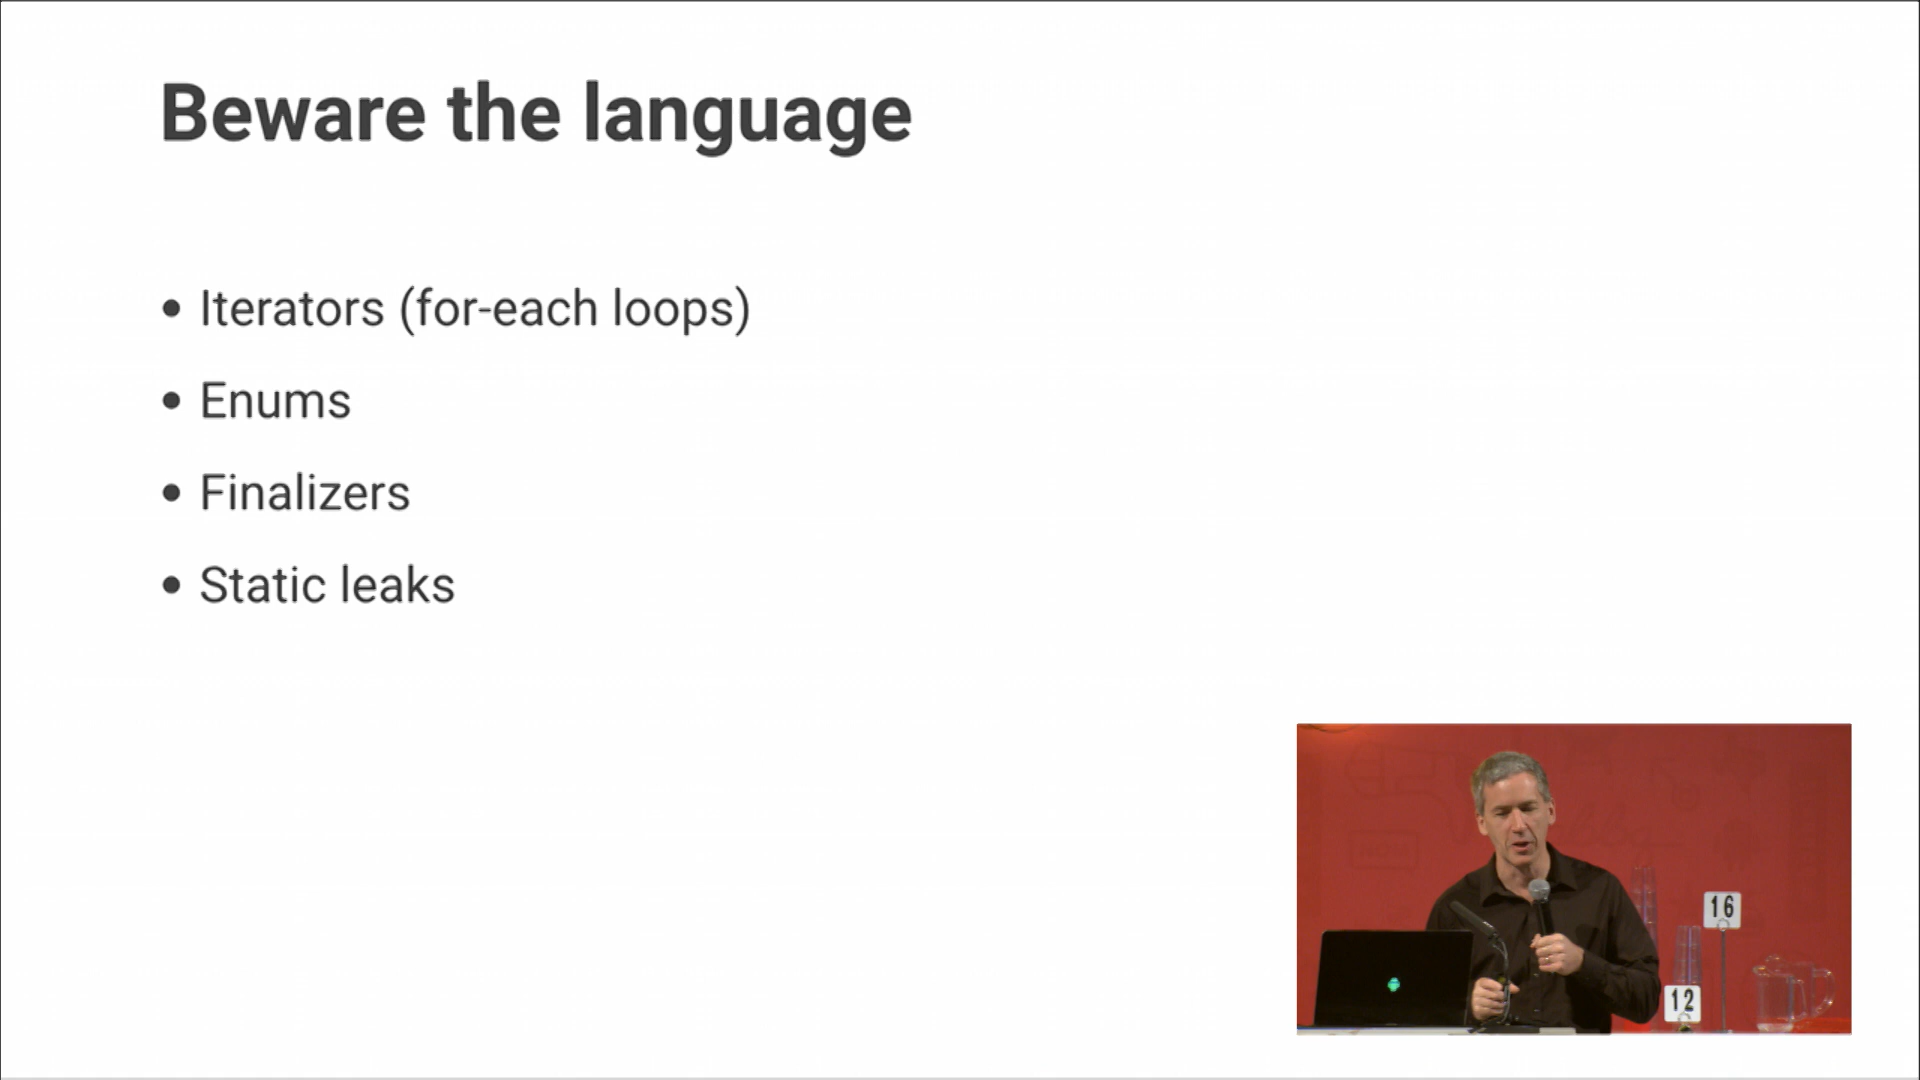 Beware the language
• Iterators (for-each loops)
• Enums
• Finalizers
• Static leaks
16
12